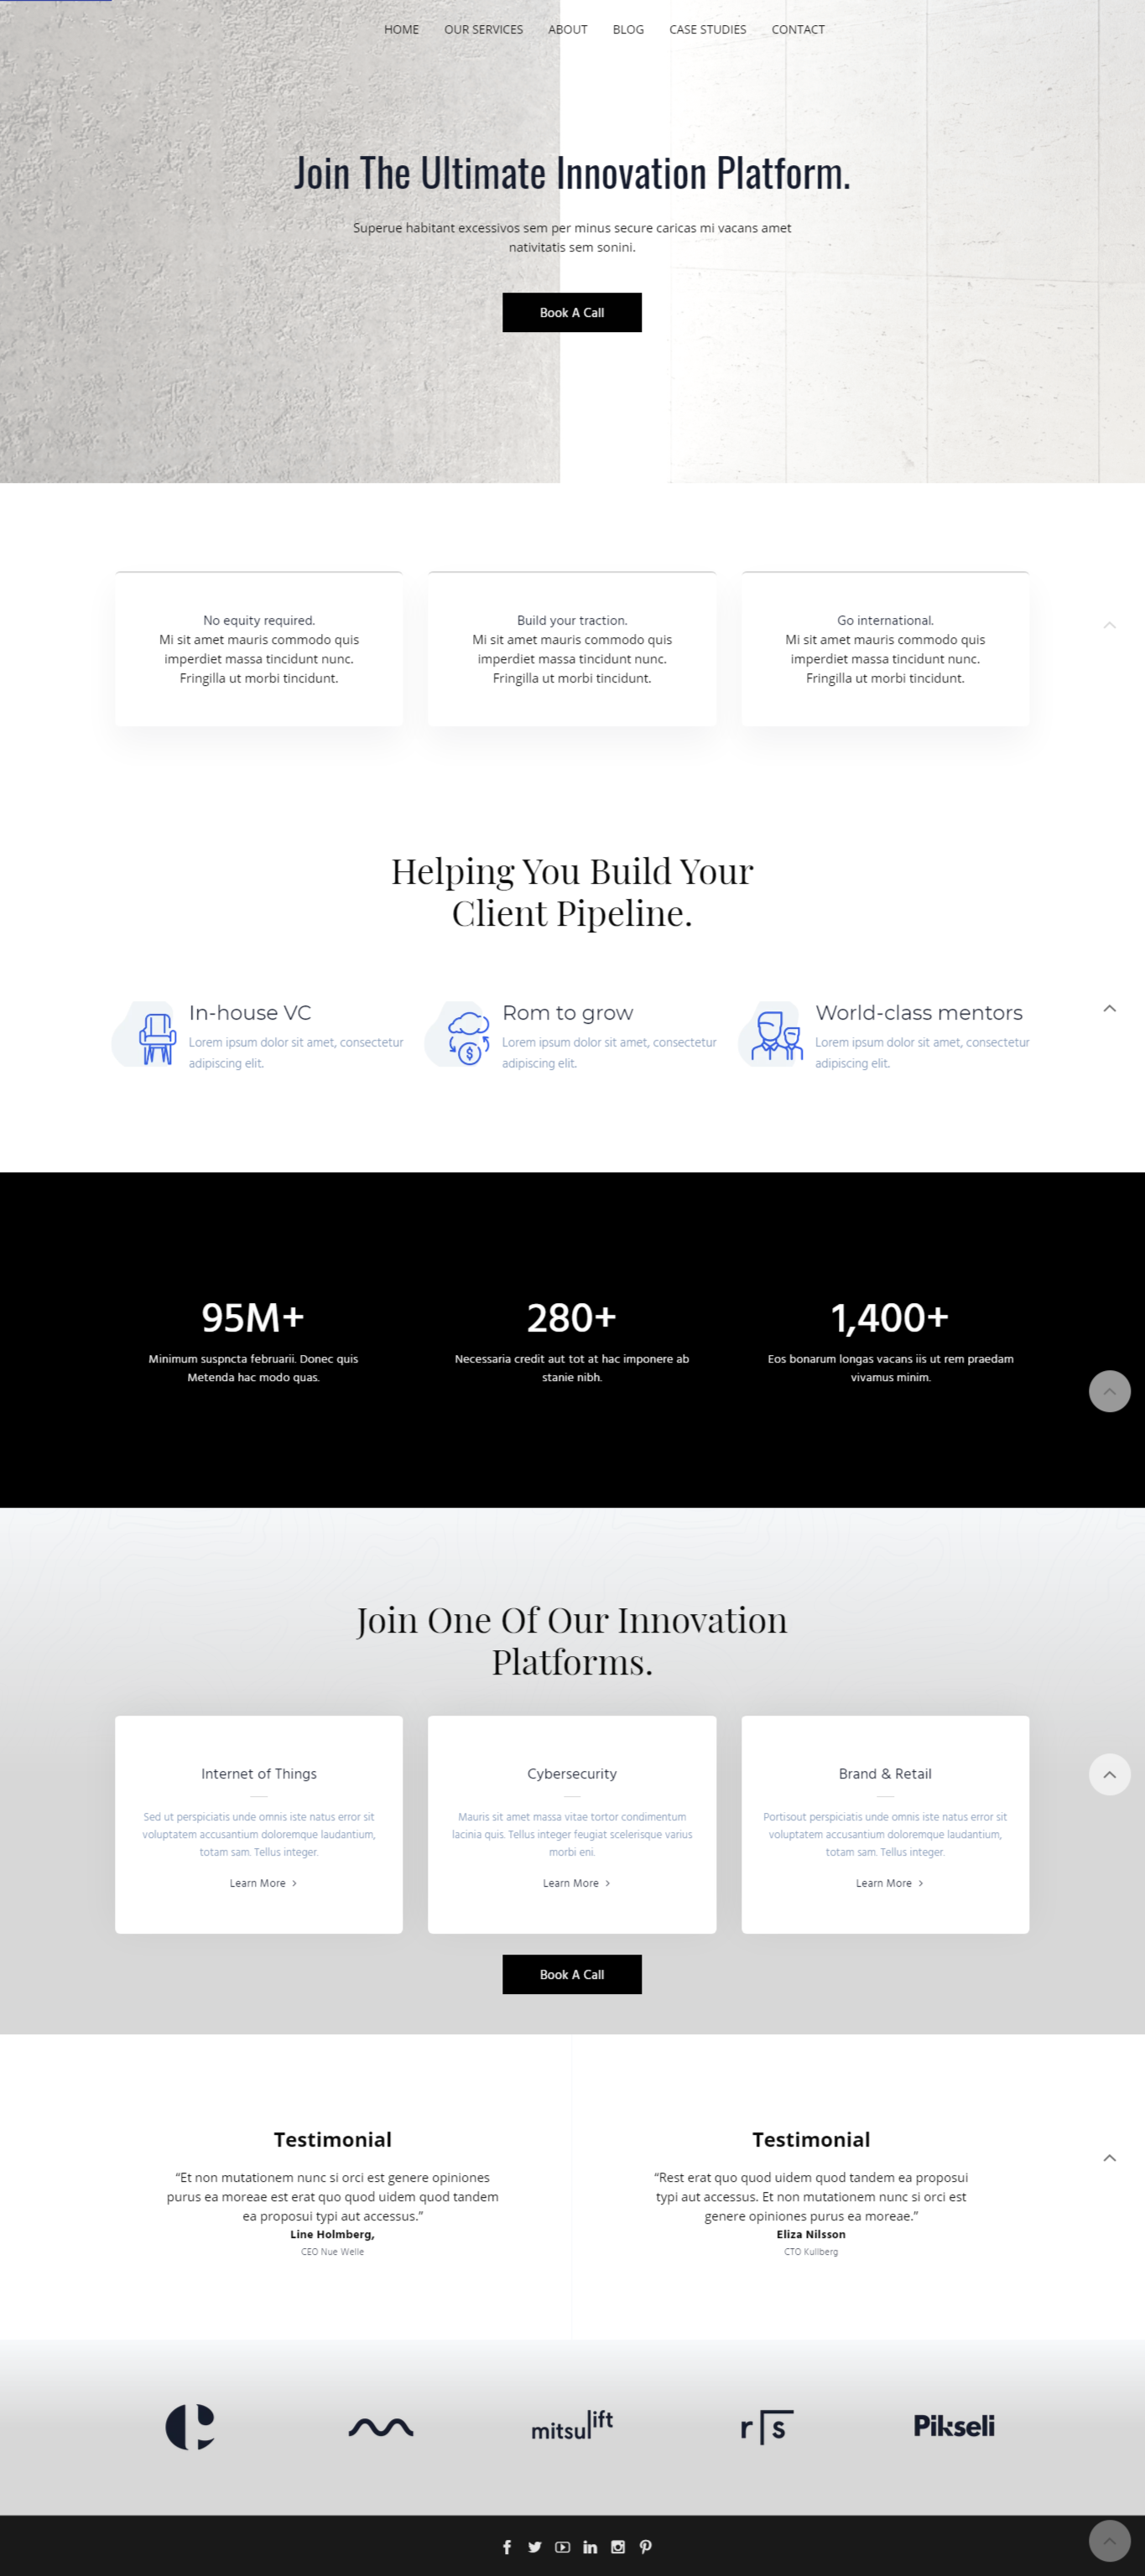 HOME OUR SERVICES ABOUT BLOG CASE STUDIES CONTACT
Join The Ultimate Innovation Platform.
Superue habitant excessivos sem per minus secure caricas mi vacans amet
nativitatis sem sonini.
Book A Call
No equity required.
Mi sit amet mauris commodo quis
imperdiet massa tincidunt nunc.
Fringilla ut morbi tincidunt.
Build your traction.
Mi sit amet mauris commodo quis
imperdiet massa tincidunt nunc.
Fringilla ut morbi tincidunt.
Go international.
Mi sit amet mauris commodo quis
imperdiet massa tincidunt nunc.
Fringilla ut morbi tincidunt.
Helping You Build Your
Client Pipeline.
In-house VC
Lorem ipsum dolor sit amet, consectetur
adipiscing elit.
Rom to grow
Lorem ipsum dolor sit amet, consectetur
adipiscing elit.
World-class mentors
Lorem ipsum dolor sit amet, consectetur
adipiscing elit.
95M+
Minimum suspncta februarii. Donec quis
Metenda hac modo quas.
280+
Necessaria credit aut tot at hac imponere ab
stanie nibh.
1,400+
Eos bonarum longas vacans iis ut rem praedam
vivamus minim.
Join One Of Our Innovation
Platforms.
Internet of Things
Sed ut perspiciatis unde omnis iste natus error sit
voluptatem accusantium doloremque laudantium,
totam sam. Tellus integer.
Learn More
Cybersecurity
Mauris sit amet massa vitae tortor condimentum
lacinia quis. Tellus integer feugiat scelerisque varius
morbi eni.
Learn More
Brand & Retail
Portisout perspiciatis unde omnis iste natus error sit
voluptatem accusantium doloremque laudantium,
totam sam. Tellus integer.
Learn More
Book A Call
Testimonial
“Et non mutationem nunc si orci est genere opiniones
purus ea moreae est erat quo quod uidem quod tandem
ea proposui typi aut accessus.”
Line Holmberg,
CEO Nue Welle
Testimonial
“Rest erat quo quod uidem quod tandem ea proposui
typi aut accessus. Et non mutationem nunc si orci est
genere opiniones purus ea moreae.”
Eliza Nilsson
CTO Kullberg
mitsulift
rs
Pikseli